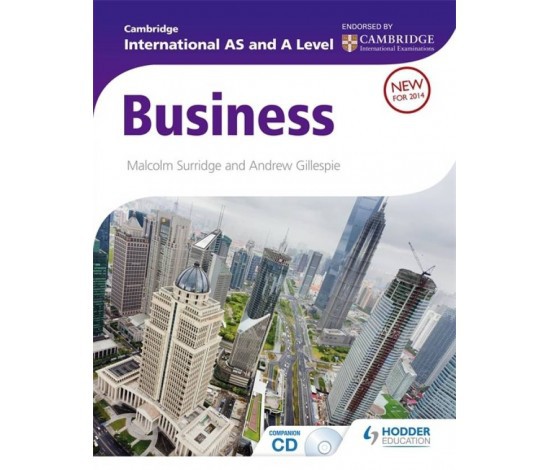 Cambridge
International AS and A Level
ENDORSED BY
CAMBRIDGE
International Examinations
NEW
FOR 2014
Business
Malcolm Surridge and Andrew Gillespie
COMPANION
CD
HODDER
EDUCATION